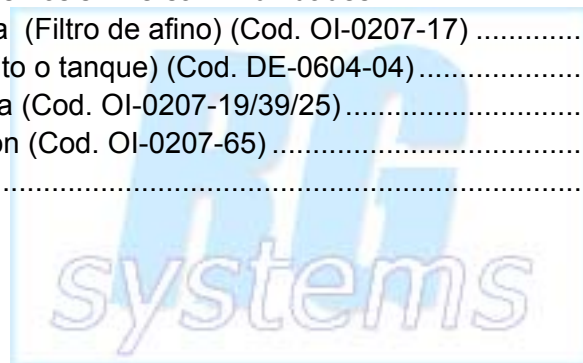 a (Filtro de afino) (Cod. OI-0207-17) .............
to o tanque) (Cod. DE-0604-04)....................
a (Cod. OI-0207-19/39/25).............................
on (Cod. OI-0207-65)......................................
........................................................................
RG
systems